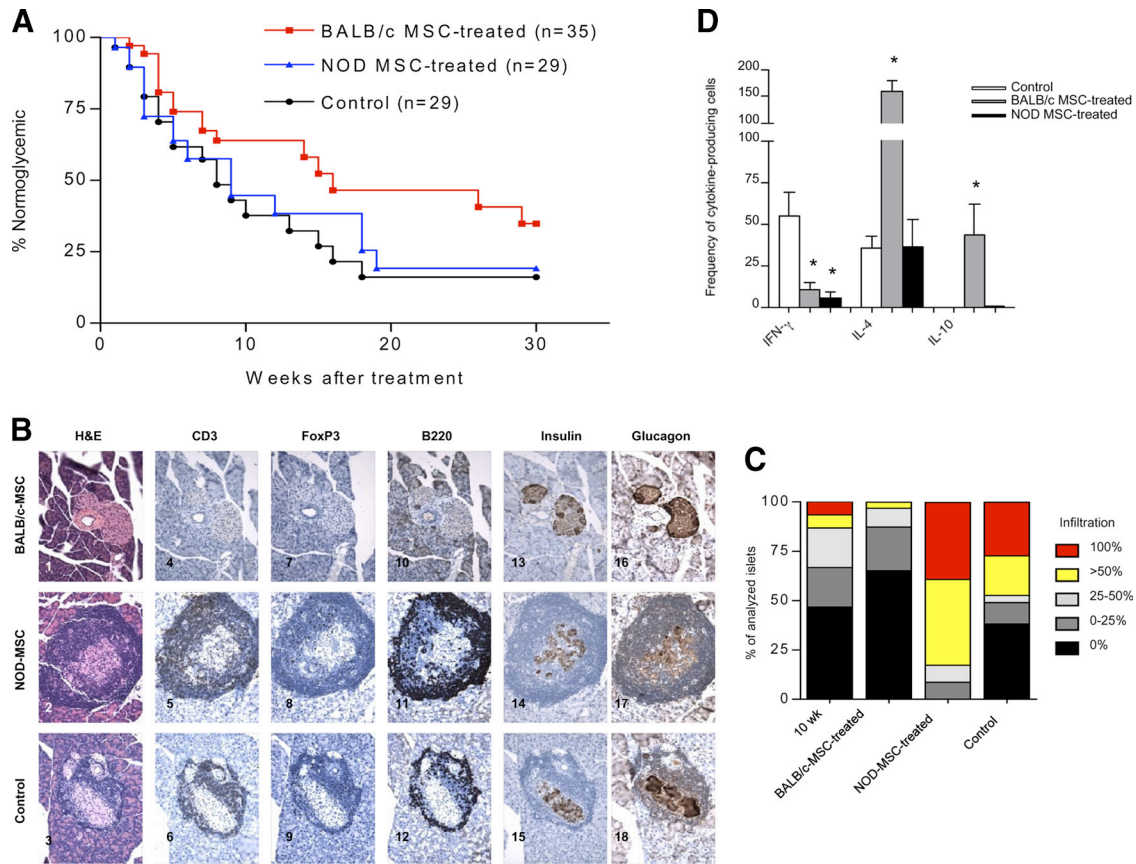 A
BALB/c MSC-treated (n=35)
NOD MSC-treated (n=29)
Control (n=29)
100
75
50
25
0
% Normoglycemic
0 10 20 30
Weeks after treatment
D
Control
BALB/c MSC-treated
NOD MSC-treated
200
150
100
100
75
50
25
0
Frequency of cytokine-producing cells
* * * *
IFN-γ IL-4 IL-10
B
H&E CD3 FoxP3 B220 Insulin Glucagon
BALB/c-MSC
1 4 7 10 13 16
NOD-MSC
2 5 8 11 14 17
Control
3 6 9 12 15 18
C
100
75
50
25
0
% of analyzed islets
10 wk BALB/c-MSC-treated NOD-MSC-treated Control
Infiltration
100%
>50%
25-50%
0-25%
0%